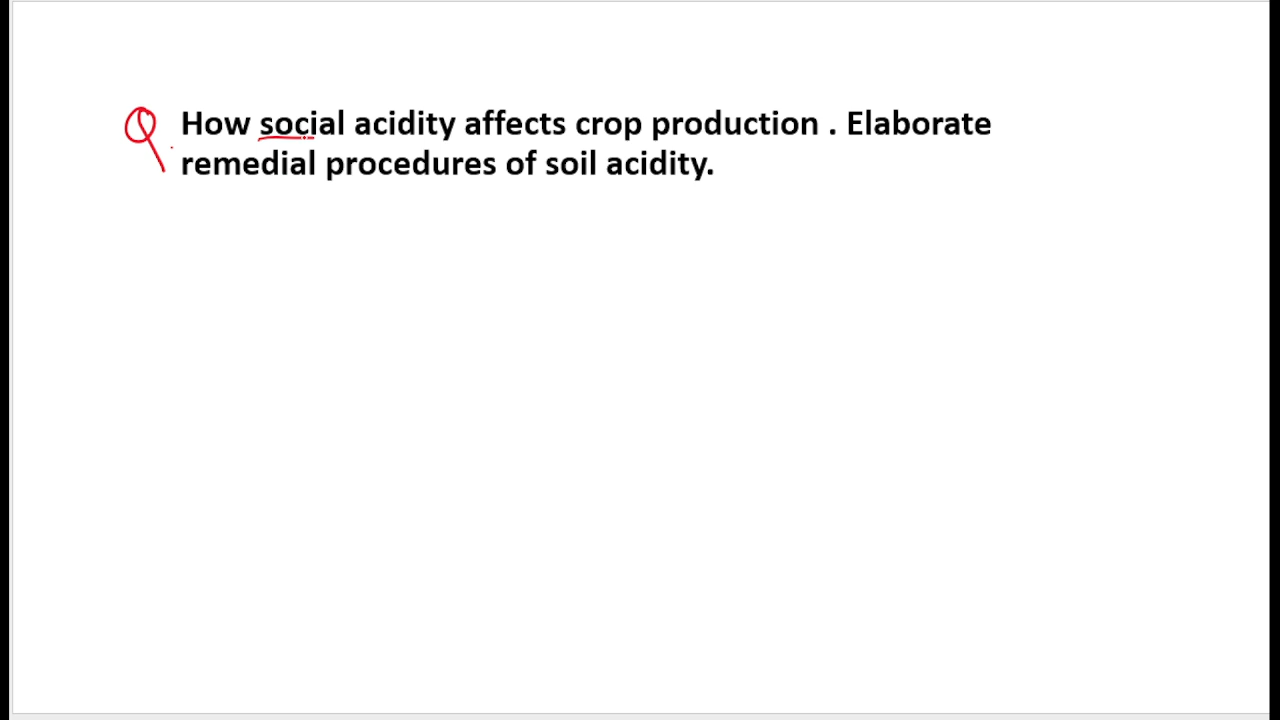 Q How social acidity affects crop production . Elaborate
remedial procedures of soil acidity.